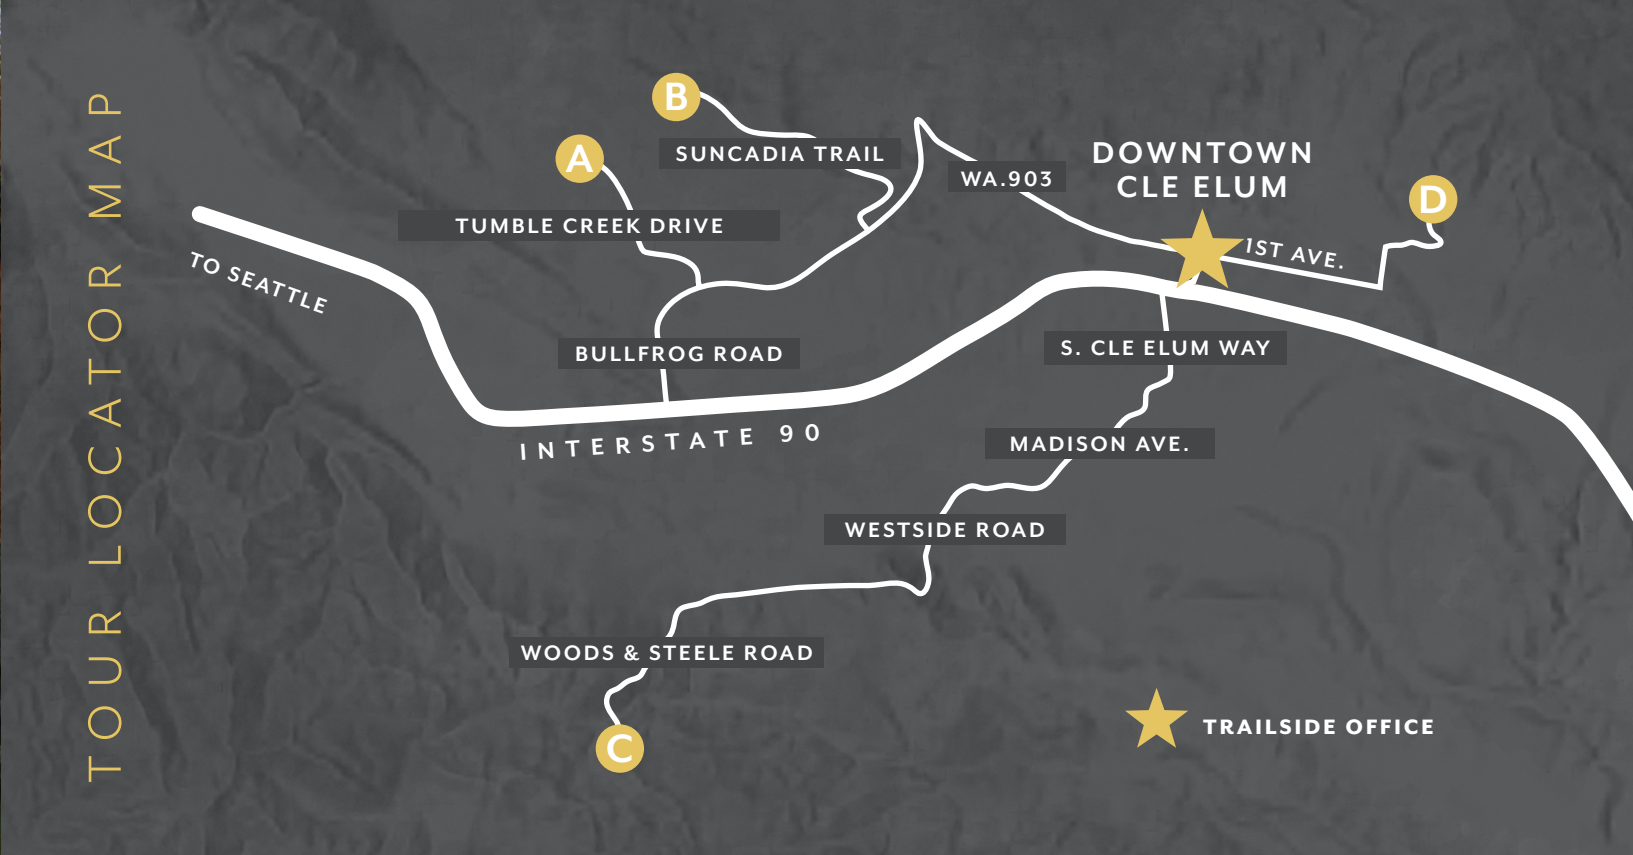 TOUR LOCATOR MAP
B
SUNCADIA TRAIL
A
TUMBLE CREEK DRIVE
WA.903
DOWNTOWN
CLE ELUM
D
1ST AVE.
TO SEATTLE
BULLFROG ROAD
S. CLE ELUM WAY
INTERSTATE 90
MADISON AVE.
WESTSIDE ROAD
WOODS & STEELE ROAD
C
TRAILSIDE OFFICE